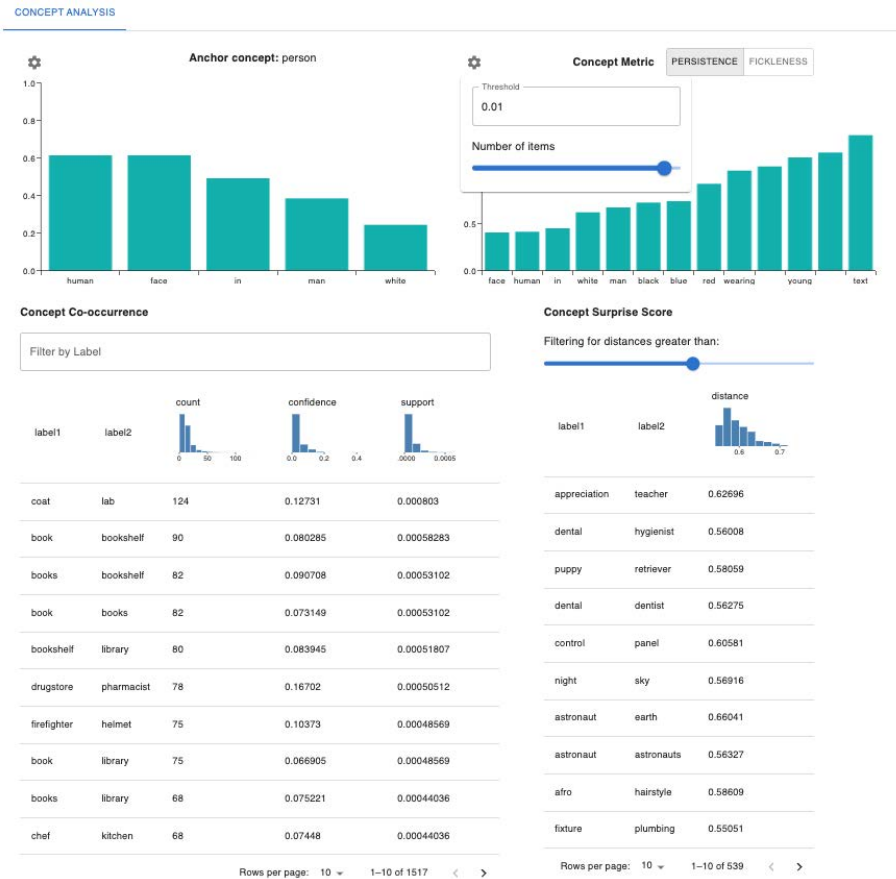 CONCEPT ANALYSIS
Anchor concept: person
1.0
0.8
0.6
0.4
0.2
0.0
human face in man white
Concept Metric PERSISTENCE FICKLENESS
Threshold
0.01
Number of items
0.5
0.0
face human in white man black blue red wearing young text
Concept Co-occurrence
Filter by Label
label1 label2 count confidence support
0 50 100 0.0 0.2 0.4 .0000 0.0005
coat lab 124 0.12731 0.000803
book bookshelf 90 0.080285 0.00058283
books bookshelf 82 0.090708 0.00053102
book books 82 0.073149 0.00053102
bookshelf library 80 0.083945 0.00051807
drugstore pharmacist 78 0.16702 0.00050512
firefighter helmet 75 0.10373 0.00048569
book library 75 0.066905 0.00048569
books library 68 0.075221 0.00044036
chef kitchen 68 0.07448 0.00044036
Rows per page: 10 1–10 of 1517
Concept Surprise Score
Filtering for distances greater than:
label1 label2 distance
0.6 0.7
appreciation teacher 0.62696
dental hygienist 0.56008
puppy retriever 0.58059
dental dentist 0.56275
control panel 0.60581
night sky 0.56916
astronaut earth 0.66041
astronaut astronauts 0.56327
afro hairstyle 0.58609
fixture plumbing 0.55051
Rows per page: 10 1–10 of 539